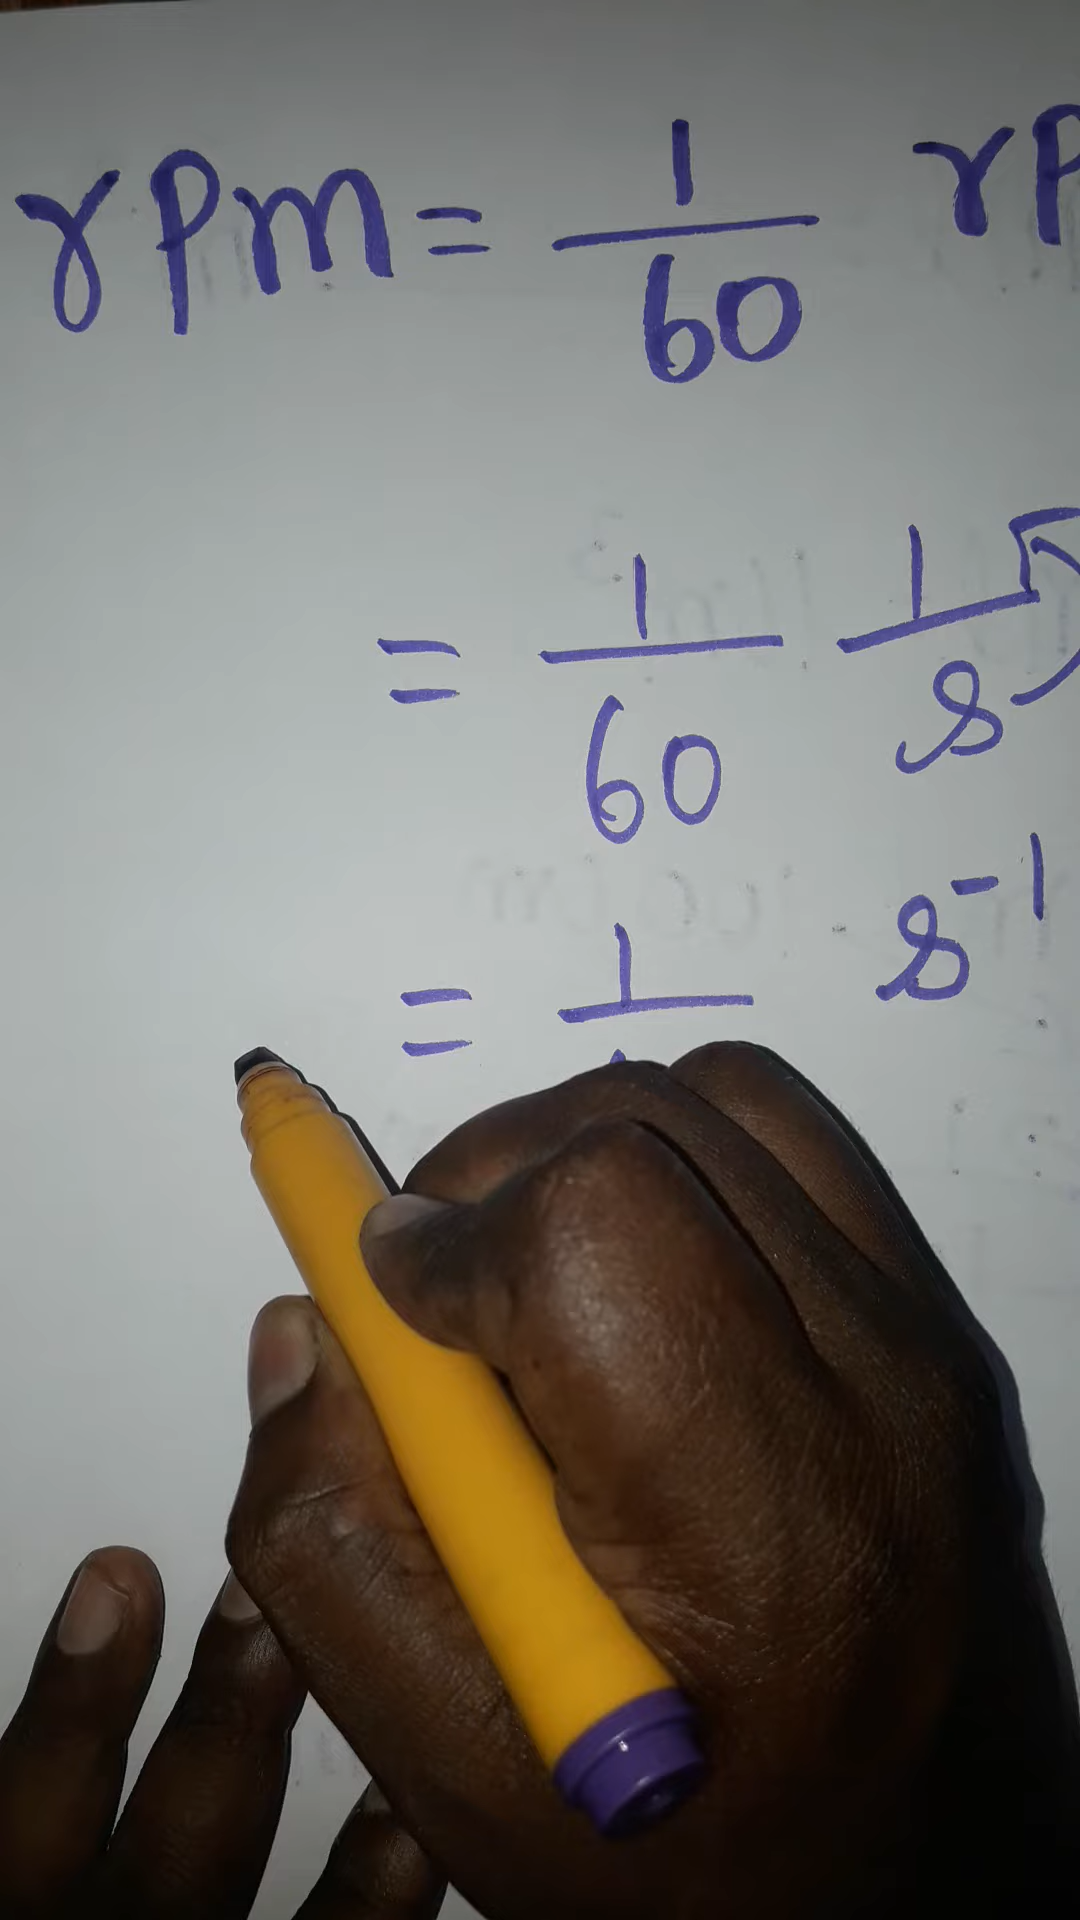 rpm = 1/60 rp
= 1/60 1/s
= 1/ s⁻¹